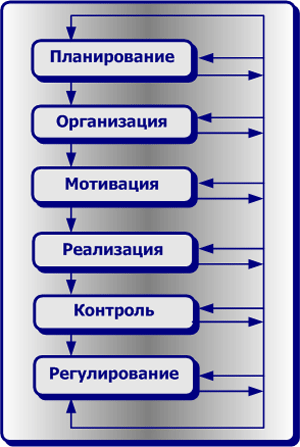 Планирование
Организация
Мотивация
Реализация
Контроль
Регулирование